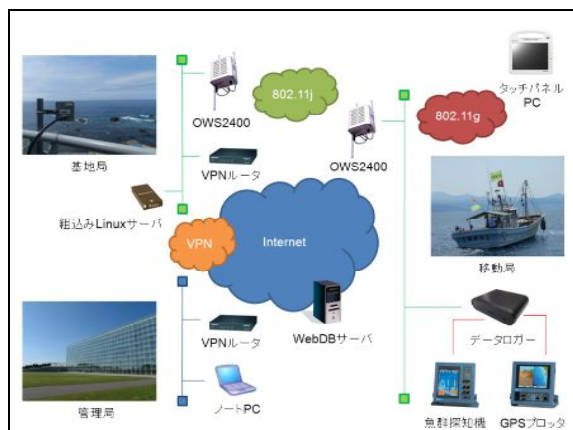 802.11j
OWS2400
基地局
VPNルータ
組込みLinuxサーバ
VPN
Internet
WebDBサーバ
VPNルータ
管理局
ノートPC
タッチパネル
PC
802.11g
OWS2400
移動局
データロガー
魚群探知機
GPSプロッタ